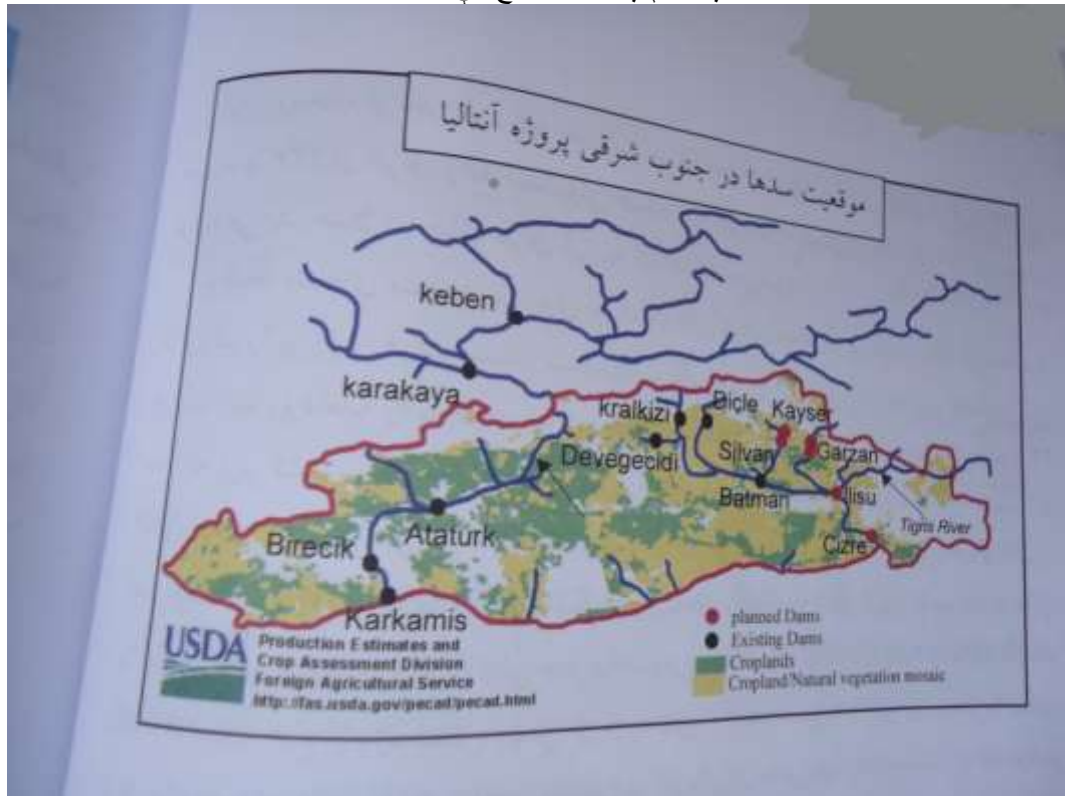 موقعیت سدها در جنوب شرقی پروژه آنتالیا
keben
karakaya
kralkizi
Biçle
Kayser
Devegecidi
Silvan
Garzan
Batman
Ilisu
Tigris River
Cizre
Ataturk
Birecik
Karkamis
planned Dams
Existing Dams
Croplands
Cropland/Natural vegetation mosaic
USDA
Production Estimates and
Crop Assessment Division
Foreign Agricultural Service
http://fas.usda.gov/pecad/pecad.html